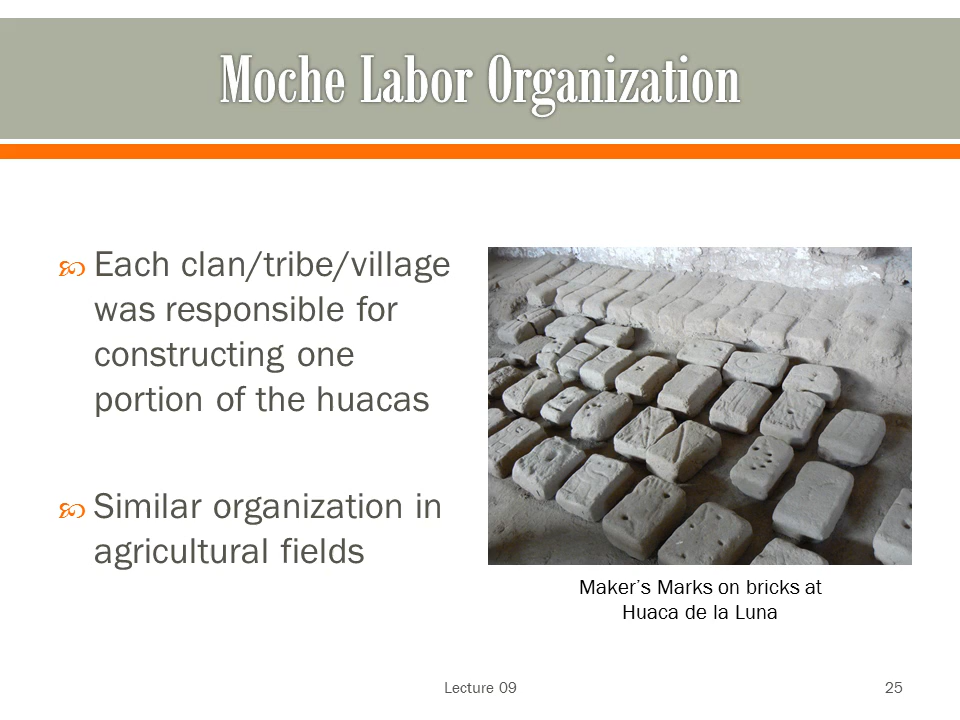 Moche Labor Organization
Each clan/tribe/village
was responsible for
constructing one
portion of the huacas
Similar organization in
agricultural fields
Maker's Marks on bricks at
Huaca de la Luna
Lecture 09
25